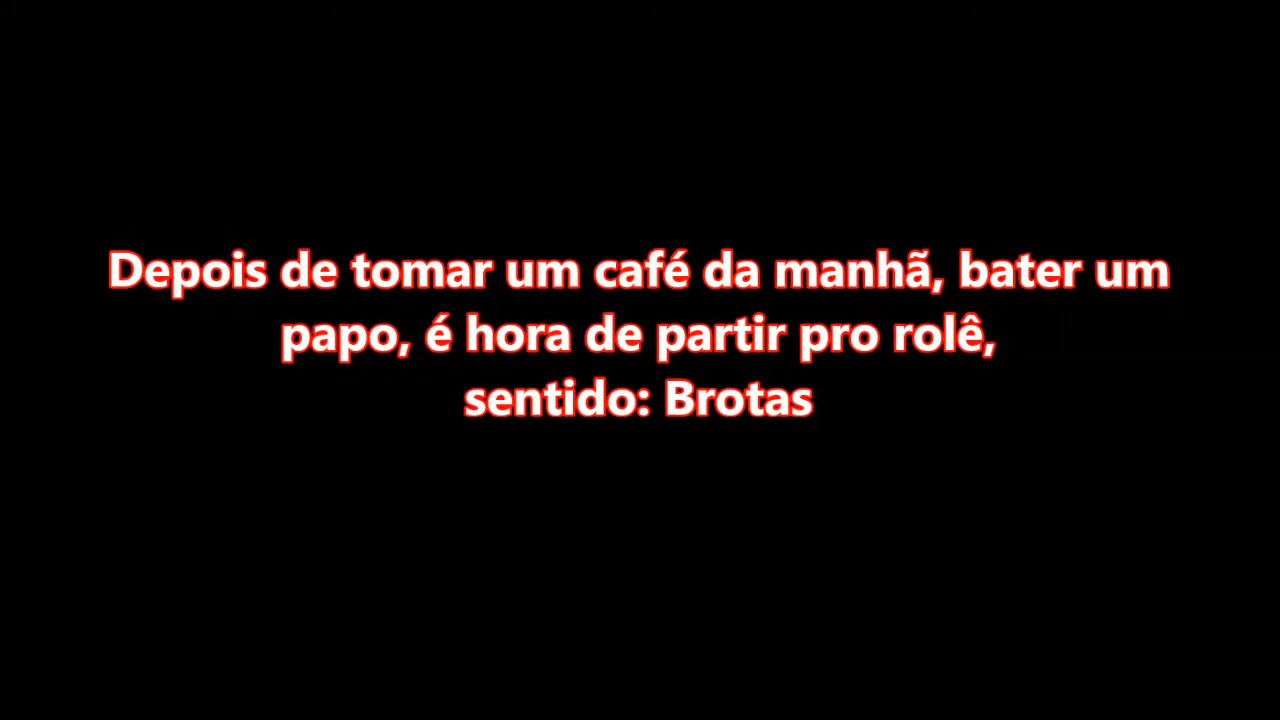 Depois de tomar um café da manhã, bater um
papo, é hora de partir pro rolê,
sentido: Brotas